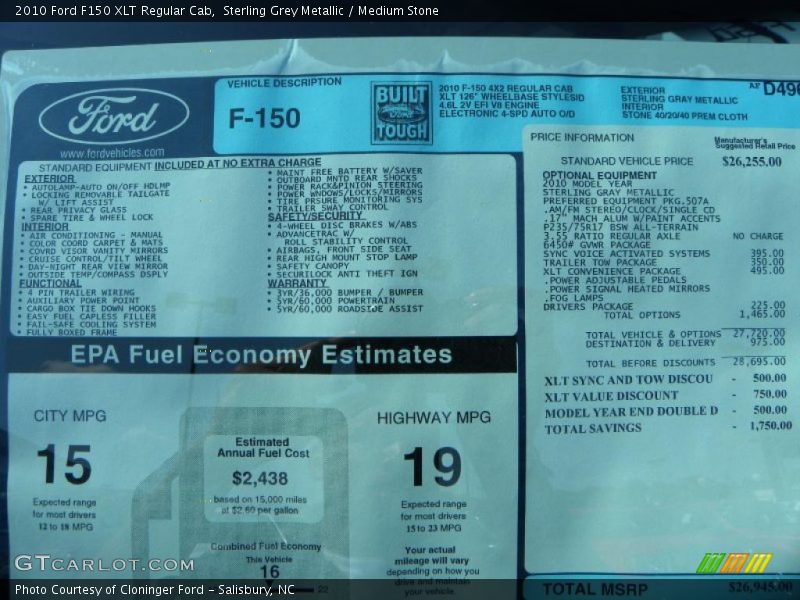 2010 Ford F150 XLT Regular Cab,  Sterling Grey Metallic / Medium Stone
Ford
www.fordvehicles.com
VEHICLE DESCRIPTION
F-150
BUILT
Ford
TOUGH
2010 F-150 4X2 REGULAR CAB
XLT 126" WHEELBASE STYLESID
4.6L 2V EFI V8 ENGINE
ELECTRONIC 4-SPD AUTO O/D
EXTERIOR
STERLING GRAY METALLIC
INTERIOR
STONE 40/20/40 PREM CLOTH
STANDARD EQUIPMENT INCLUDED AT NO EXTRA CHARGE
EXTERIOR
• AUTOLAMP-AUTO ON/OFF HDLMP
• LOCKING REMOVABLE TAILGATE
W/ LIFT ASSIST
• REAR PRIVACY GLASS
• SPARE TIRE & WHEEL LOCK
INTERIOR
• AIR CONDITIONING - MANUAL
• COLOR COORD CARPET & MATS
• COVRD VISOR VANITY MIRRORS
• CRUISE CONTROL/TILT WHEEL
• DAY-NIGHT REAR VIEW MIRROR
• OUTSIDE TEMP/COMPASS DSPLY
FUNCTIONAL
• 4 PIN TRAILER WIRING
• AUXILIARY POWER POINT
• CARGO BOX TIE DOWN HOOKS
• EASY FUEL CAPLESS FILLER
• FAIL-SAFE COOLING SYSTEM
• FULLY BOXED FRAME
• MAINT FREE BATTERY W/SAVER
• OUTBOARD MNTD REAR SHOCKS
• POWER RACK&PINION STEERING
• POWER WNDOWS/LOCKS/MIRRORS
• TIRE PRSURE MONITORING SYS
• TRAILER SWAY CONTROL
SAFETY/SECURITY
• 4-WHEEL DISC BRAKES W/ABS
• ADVANCETRAC W/
ROLL STABILITY CONTROL
• AIRBAGS, FRONT SIDE SEAT
• REAR HIGH MOUNT STOP LAMP
• SAFETY CANOPY
• SECURILOCK ANTI THEFT IGN
WARRANTY
• 3YR/36,000 BUMPER / BUMPER
• 5YR/60,000 POWERTRAIN
• 5YR/60,000 ROADSIDE ASSIST
PRICE INFORMATION
Manufacturer's
Suggested Retail Price
STANDARD VEHICLE PRICE $26,255.00
OPTIONAL EQUIPMENT
2010 MODEL YEAR
STERLING GRAY METALLIC
PREFERRED EQUIPMENT PKG.507A
.AM/FM STEREO/CLOCK/SINGLE CD
.17" MACH ALUM W/PAINT ACCENTS
P235/75R17 BSW ALL-TERRAIN
3.55 RATIO REGULAR AXLE NO CHARGE
6450# GVWR PACKAGE
SYNC VOICE ACTIVATED SYSTEMS 395.00
TRAILER TOW PACKAGE 350.00
XLT CONVENIENCE PACKAGE 495.00
.POWER ADJUSTABLE PEDALS
.POWER SIGNAL HEATED MIRRORS
.FOG LAMPS
DRIVERS PACKAGE 225.00
TOTAL OPTIONS 1,465.00
TOTAL VEHICLE & OPTIONS 27,720.00
DESTINATION & DELIVERY 975.00
TOTAL BEFORE DISCOUNTS 28,695.00
XLT SYNC AND TOW DISCOU - 500.00
XLT VALUE DISCOUNT - 750.00
MODEL YEAR END DOUBLE D - 500.00
TOTAL SAVINGS - 1,750.00
EPA Fuel Economy Estimates
CITY MPG
15
Expected range
for most drivers
12 to 18 MPG
Estimated
Annual Fuel Cost
$2,438
based on 15,000 miles
at $2.60 per gallon
Combined Fuel Economy
This Vehicle
16
22
HIGHWAY MPG
19
Expected range
for most drivers
15 to 23 MPG
Your actual
mileage will vary
depending on how you
drive and maintain
your vehicle.
TOTAL MSRP $26,945.00
GTCARLOT.COM
Photo Courtesy of Cloninger Ford - Salisbury, NC